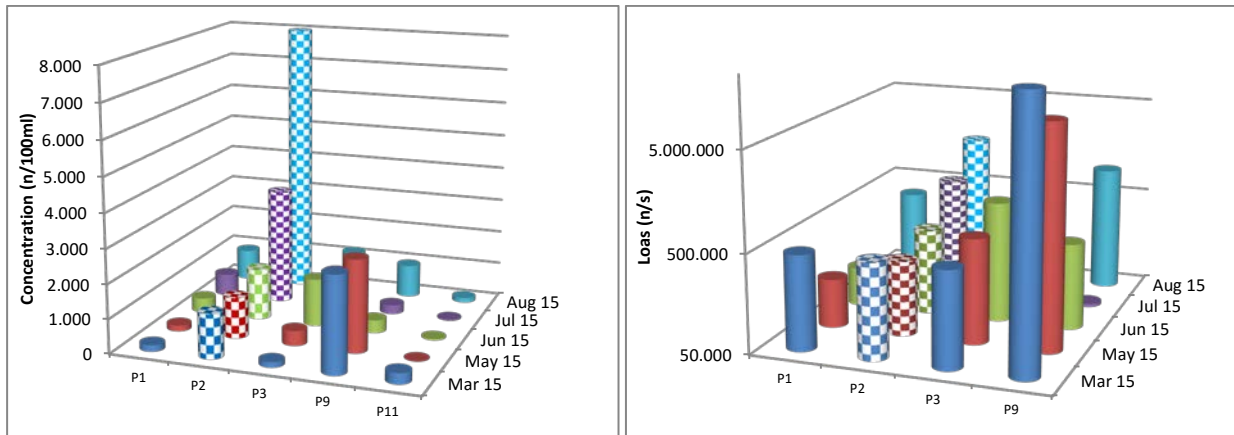 Concentration (n/100ml)
8.000
7.000
6.000
5.000
4.000
3.000
2.000
1.000
0
P1
P2
P3
P9
P11
Mar 15
May 15
Jun 15
Jul 15
Aug 15
Loas (n/s)
5.000.000
500.000
50.000
P1
P2
P3
P9
Mar 15
May 15
Jun 15
Jul 15
Aug 15